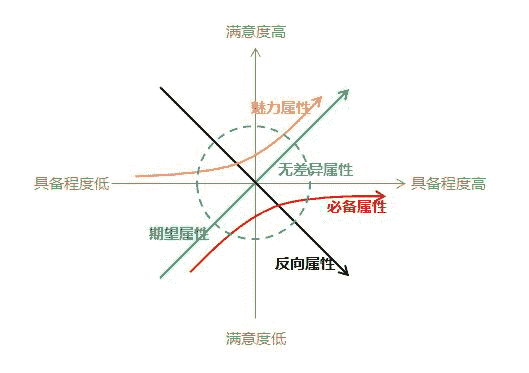 满意度高
魅力属性
无差异属性
具备程度低
具备程度高
必备属性
期望属性
反向属性
满意度低